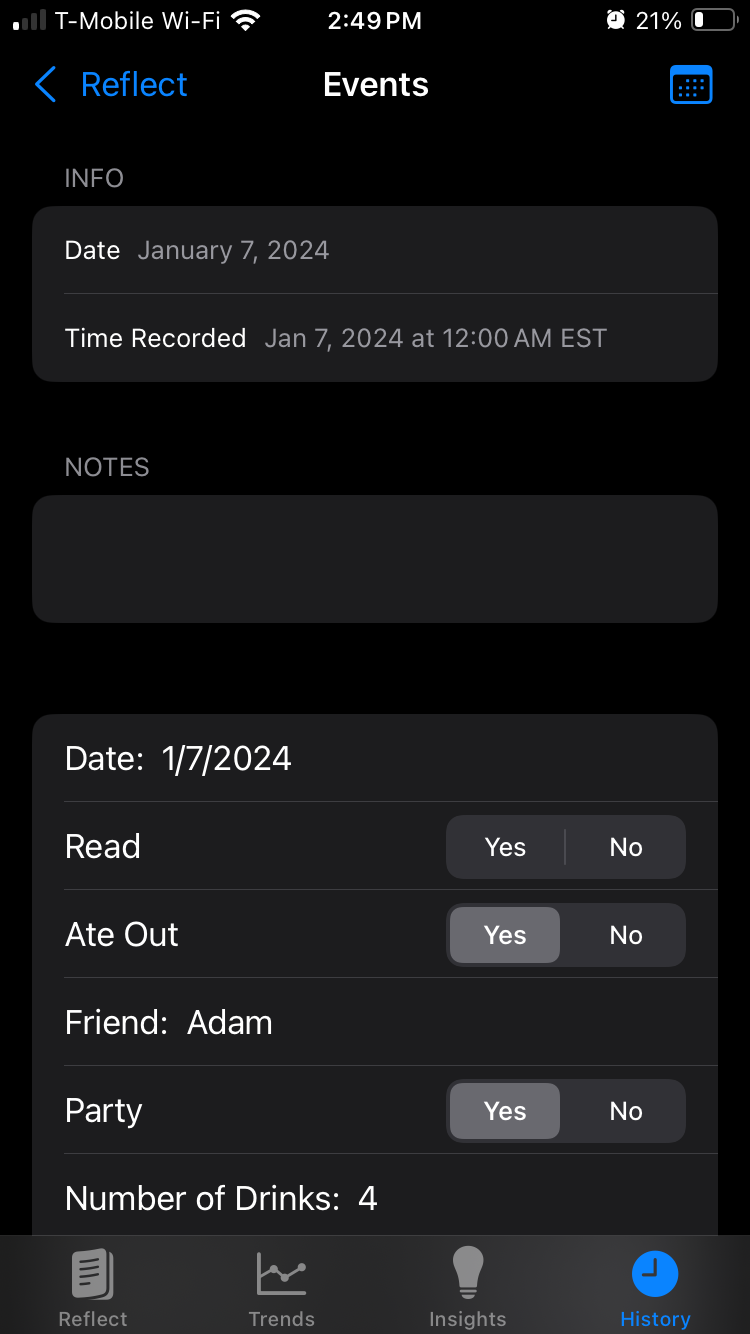 T-Mobile Wi-Fi 2:49 PM 21%
Reflect Events
INFO
Date January 7, 2024
Time Recorded Jan 7, 2024 at 12:00 AM EST
NOTES
Date: 1/7/2024
Read Yes No
Ate Out Yes No
Friend: Adam
Party Yes No
Number of Drinks: 4
Reflect Trends Insights History